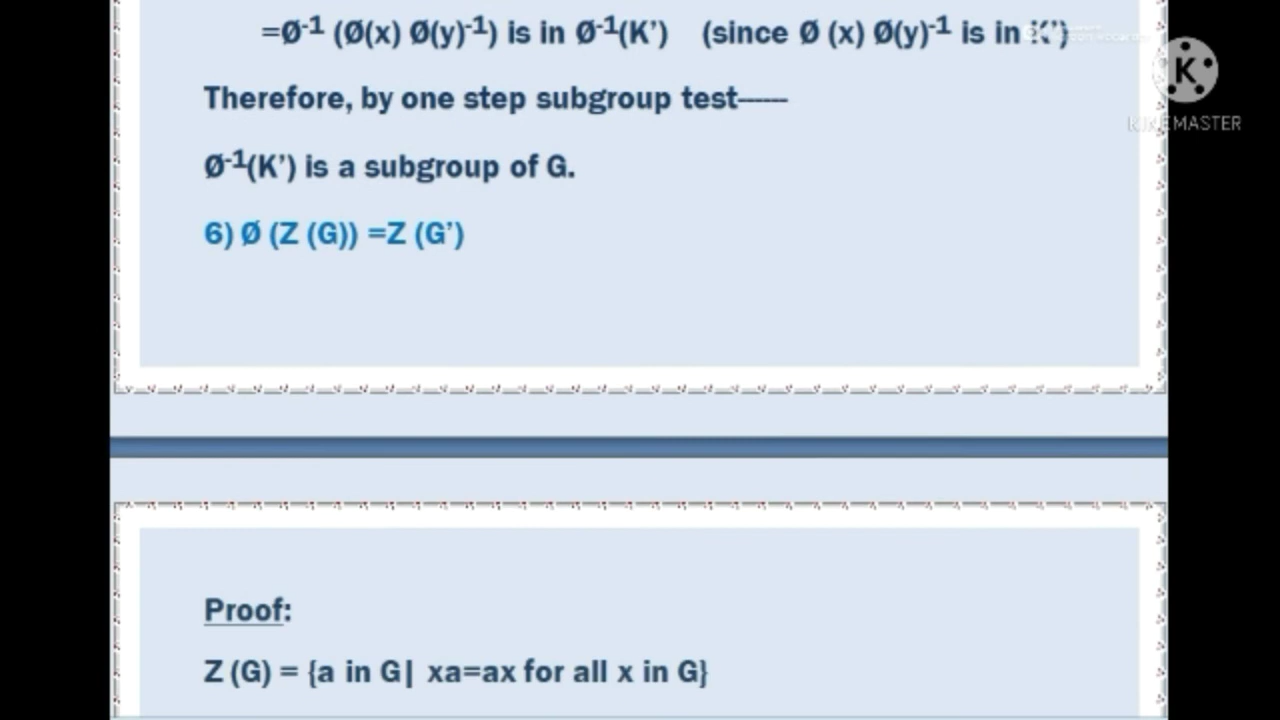 =Ø-1 (Ø(x) Ø(y)-1) is in Ø-1(K’) (since Ø (x) Ø(y)-1 is in K’)
Therefore, by one step subgroup test-----
Ø-1(K’) is a subgroup of G.
6) Ø (Z (G)) =Z (G’)
Proof:
Z (G) = {a in G| xa=ax for all x in G}
K
KINEMASTER